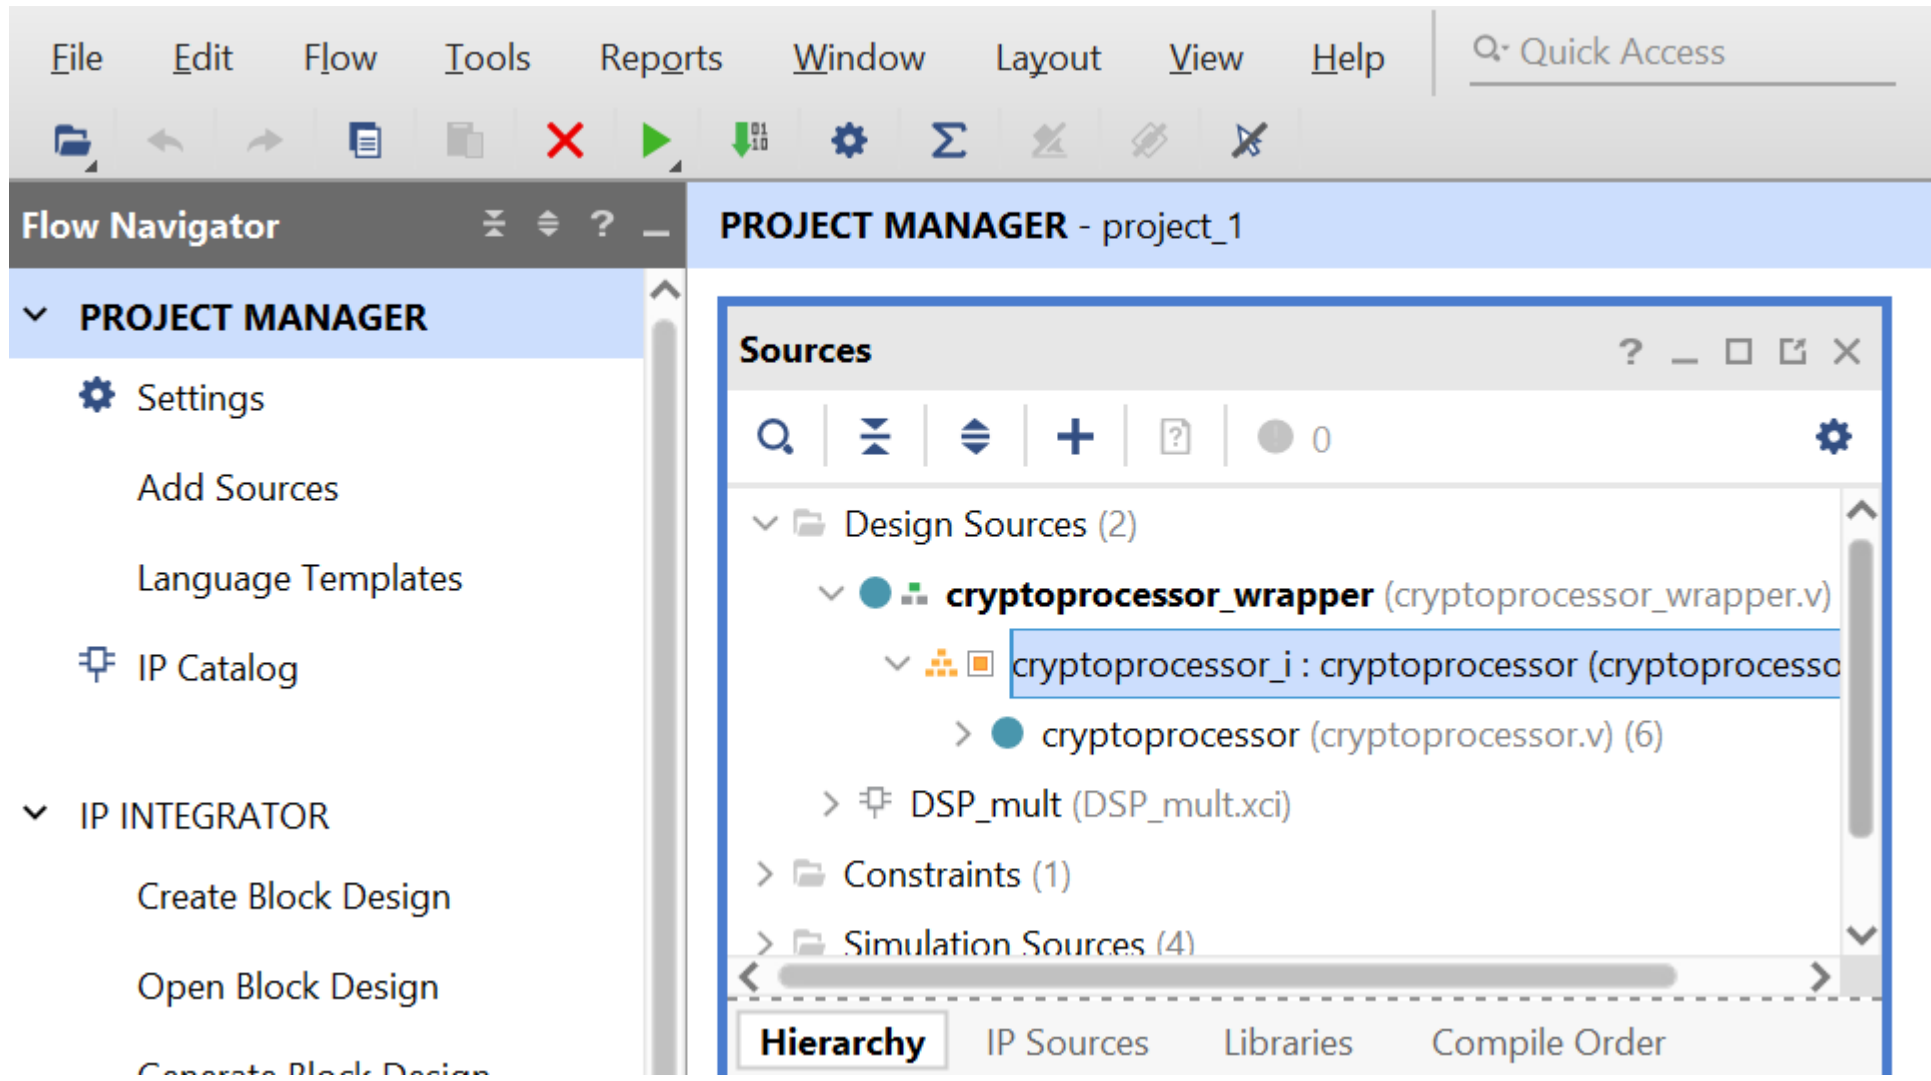 File Edit Flow Tools Reports Window Layout View Help Quick Access
Flow Navigator ?
PROJECT MANAGER - project_1
PROJECT MANAGER
Settings
Add Sources
Language Templates
IP Catalog
IP INTEGRATOR
Create Block Design
Open Block Design
Generate Block Design
Sources ?
? 0
Design Sources (2)
cryptoprocessor_wrapper (cryptoprocessor_wrapper.v)
cryptoprocessor_i : cryptoprocessor (cryptoprocesso
cryptoprocessor (cryptoprocessor.v) (6)
DSP_mult (DSP_mult.xci)
Constraints (1)
Simulation Sources (4)
Hierarchy IP Sources Libraries Compile Order